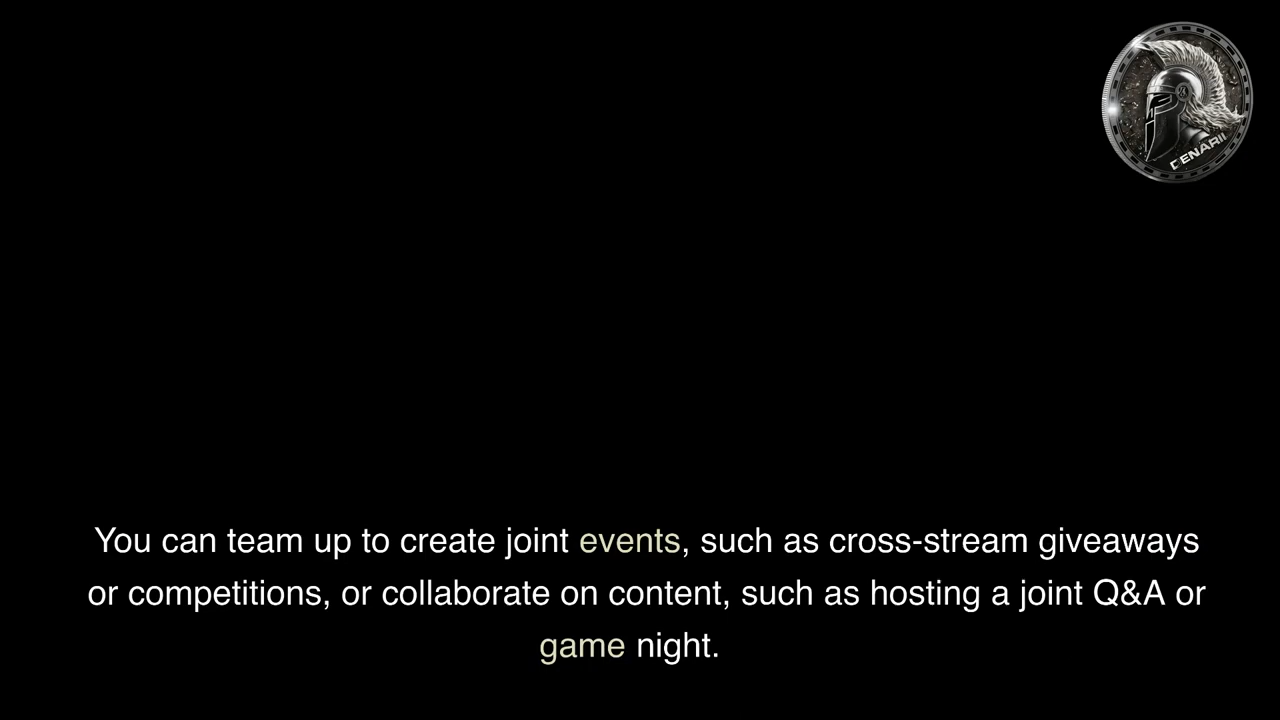 DENARII
You can team up to create joint events, such as cross-stream giveaways
or competitions, or collaborate on content, such as hosting a joint Q&A or
game night.